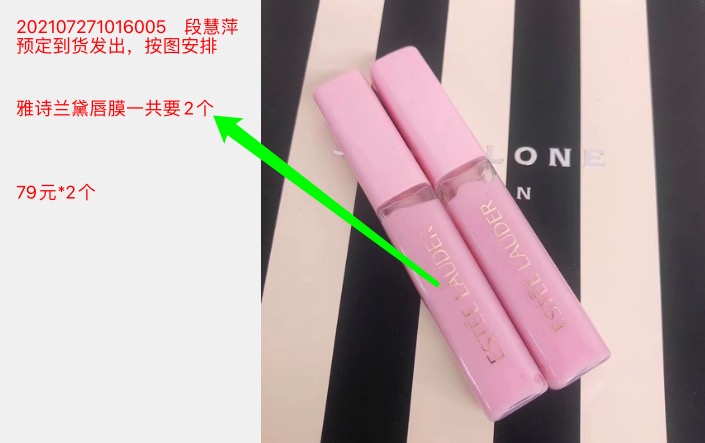 202107271016005 段慧萍
预定到货发出，按图安排
雅诗兰黛唇膜一共要2个
79元*2个
LONE
N
ESTEE LAUDER
ESTEE LAUDER